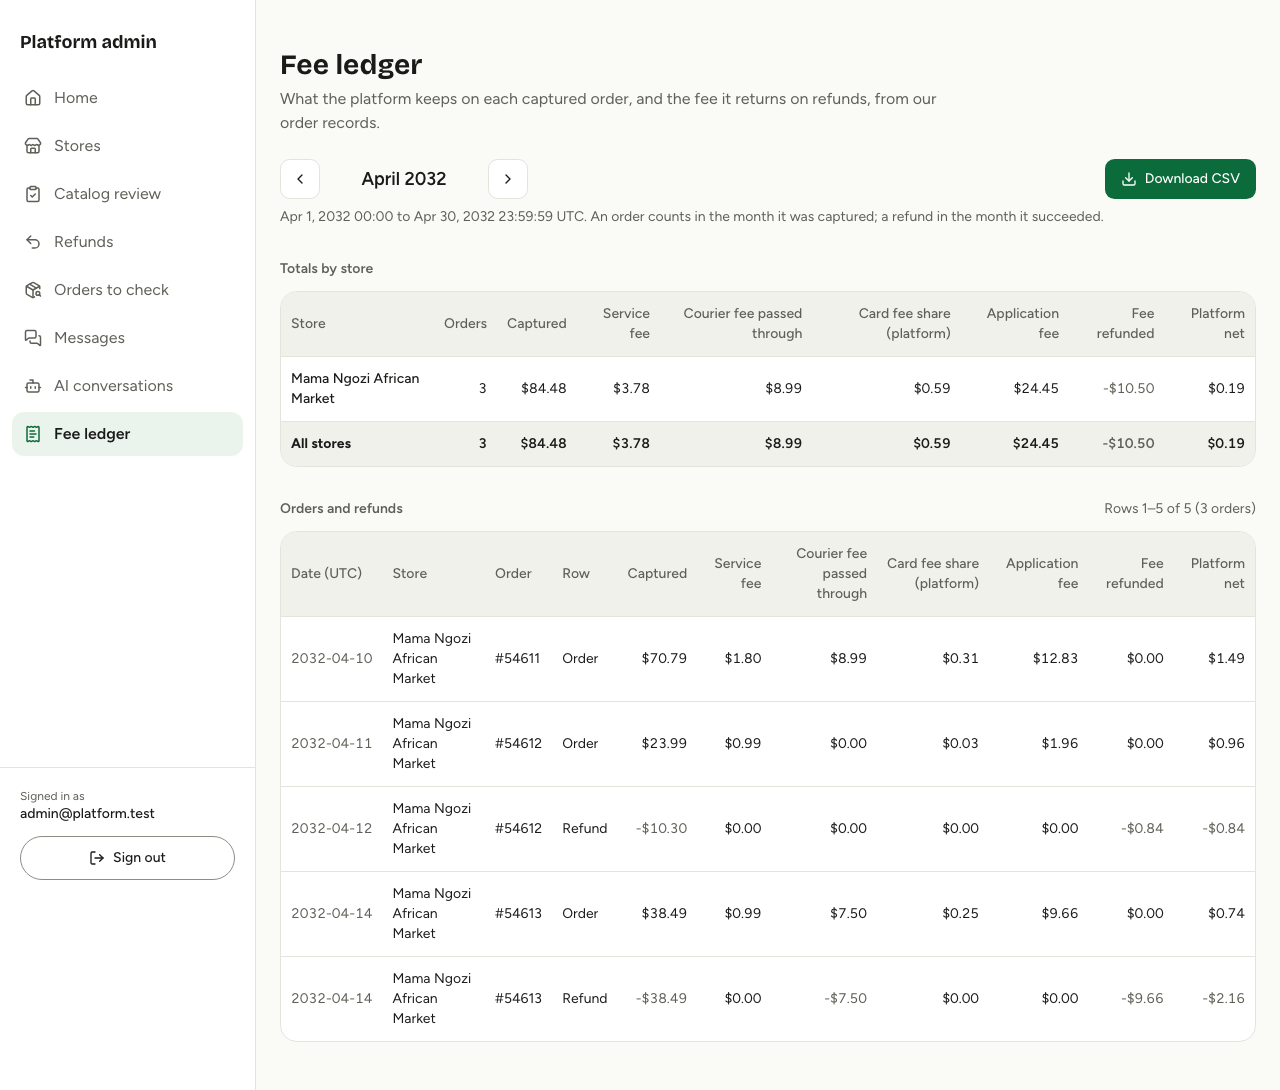 Platform admin
Home
Stores
Catalog review
Refunds
Orders to check
Messages
AI conversations
Fee ledger
Signed in as
admin@platform.test
Sign out
Fee ledger
What the platform keeps on each captured order, and the fee it returns on refunds, from our
order records.
April 2032
Download CSV
Apr 1, 2032 00:00 to Apr 30, 2032 23:59:59 UTC. An order counts in the month it was captured; a refund in the month it succeeded.
Totals by store
Store Orders Captured Service fee Courier fee passed through Card fee share (platform) Application fee Fee refunded Platform net
Mama Ngozi African Market 3 $84.48 $3.78 $8.99 $0.59 $24.45 -$10.50 $0.19
All stores 3 $84.48 $3.78 $8.99 $0.59 $24.45 -$10.50 $0.19
Orders and refunds
Rows 1–5 of 5 (3 orders)
Date (UTC) Store Order Row Captured Service fee Courier fee passed through Card fee share (platform) Application fee Fee refunded Platform net
2032-04-10 Mama Ngozi African Market #54611 Order $70.79 $1.80 $8.99 $0.31 $12.83 $0.00 $1.49
2032-04-11 Mama Ngozi African Market #54612 Order $23.99 $0.99 $0.00 $0.03 $1.96 $0.00 $0.96
2032-04-12 Mama Ngozi African Market #54612 Refund -$10.30 $0.00 $0.00 $0.00 $0.00 -$0.84 -$0.84
2032-04-14 Mama Ngozi African Market #54613 Order $38.49 $0.99 $7.50 $0.25 $9.66 $0.00 $0.74
2032-04-14 Mama Ngozi African Market #54613 Refund -$38.49 $0.00 -$7.50 $0.00 $0.00 -$9.66 -$2.16